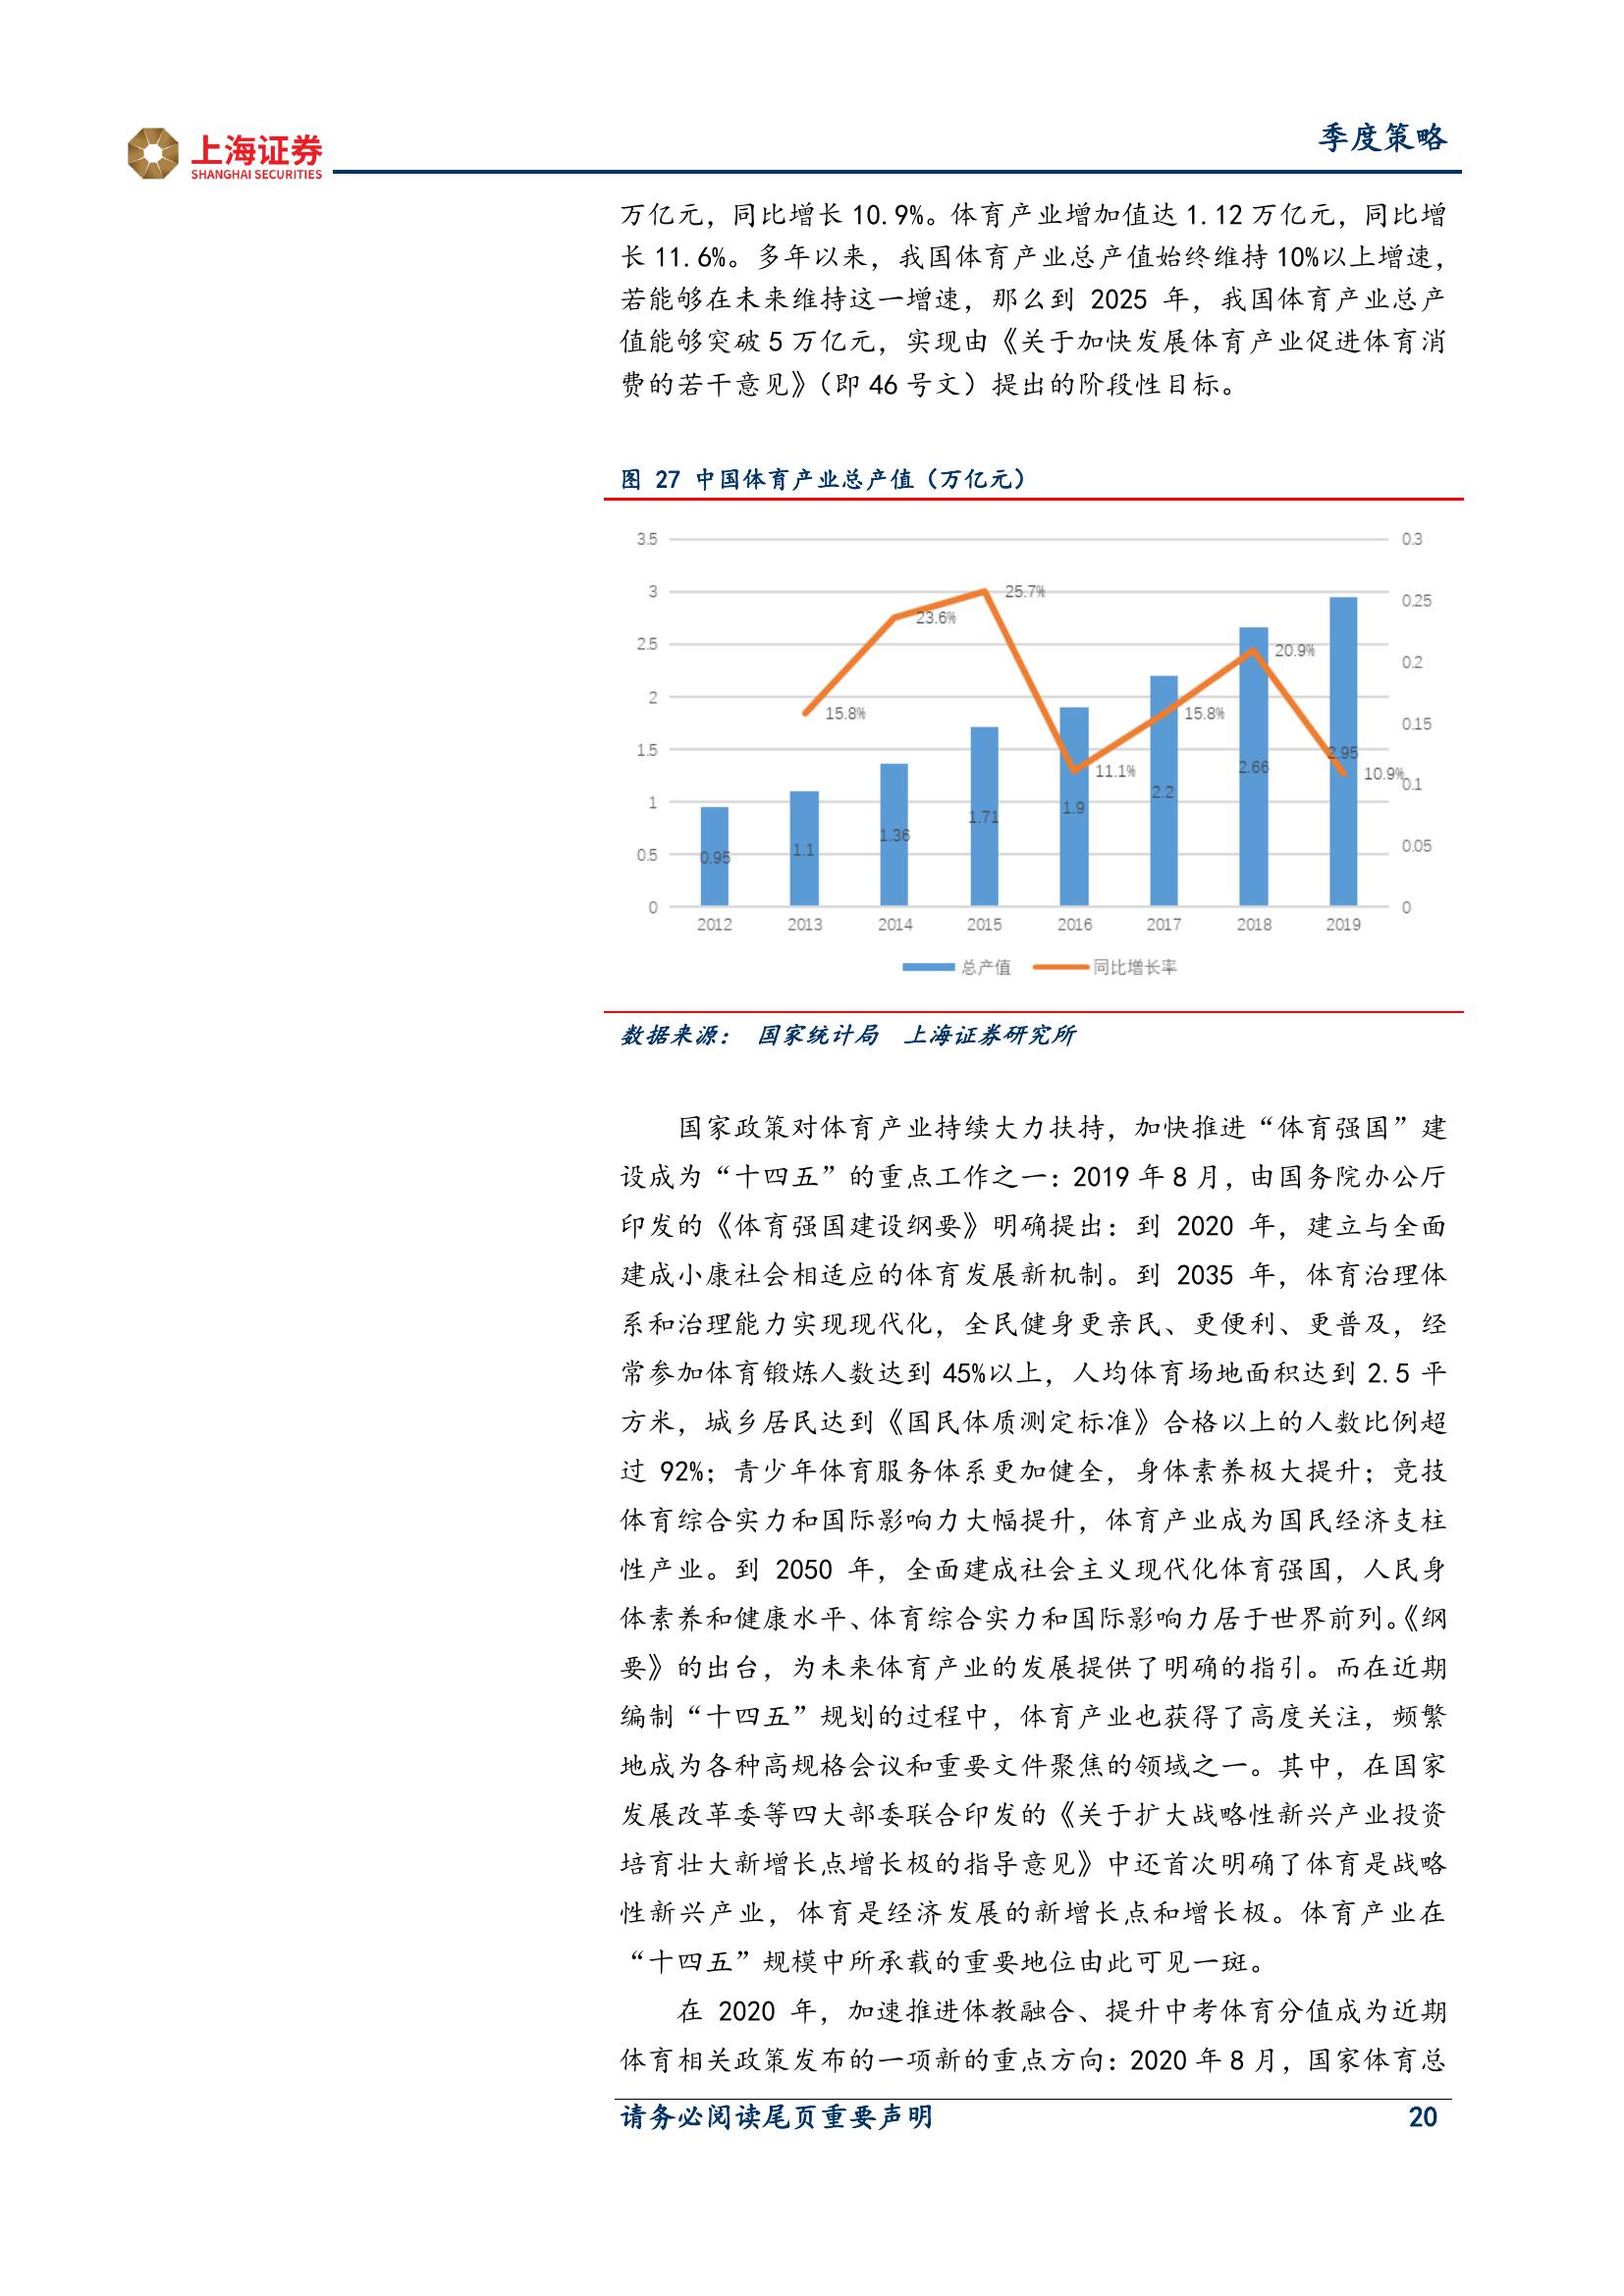 上海证券
SHANGHAI SECURITIES
季度策略
万亿元，同比增长 10.9%。体育产业增加值达 1.12 万亿元，同比增
长 11.6%。多年以来，我国体育产业总产值始终维持 10%以上增速，
若能够在未来维持这一增速，那么到 2025 年，我国体育产业总产
值能够突破 5 万亿元，实现由《关于加快发展体育产业促进体育消
费的若干意见》（即 46 号文）提出的阶段性目标。
图 27 中国体育产业总产值（万亿元）
3.5
3
2.5
2
1.5
1
0.5
0
0.3
0.25
0.2
0.15
0.1
0.05
0
15.8%
23.6%
25.7%
11.1%
15.8%
20.9%
10.9%
0.95
1.1
1.36
1.71
1.9
2.2
2.66
2.95
2012
2013
2014
2015
2016
2017
2018
2019
总产值
同比增长率
数据来源： 国家统计局 上海证券研究所
国家政策对体育产业持续大力扶持，加快推进“体育强国”建
设成为“十四五”的重点工作之一：2019 年 8 月，由国务院办公厅
印发的《体育强国建设纲要》明确提出：到 2020 年，建立与全面
建成小康社会相适应的体育发展新机制。到 2035 年，体育治理体
系和治理能力实现现代化，全民健身更亲民、更便利、更普及，经
常参加体育锻炼人数达到 45%以上，人均体育场地面积达到 2.5 平
方米，城乡居民达到《国民体质测定标准》合格以上的人数比例超
过 92%；青少年体育服务体系更加健全，身体素养极大提升；竞技
体育综合实力和国际影响力大幅提升，体育产业成为国民经济支柱
性产业。到 2050 年，全面建成社会主义现代化体育强国，人民身
体素养和健康水平、体育综合实力和国际影响力居于世界前列。《纲
要》的出台，为未来体育产业的发展提供了明确的指引。而在近期
编制“十四五”规划的过程中，体育产业也获得了高度关注，频繁
地成为各种高规格会议和重要文件聚焦的领域之一。其中，在国家
发展改革委等四大部委联合印发的《关于扩大战略性新兴产业投资
培育壮大新增长点增长极的指导意见》中还首次明确了体育是战略
性新兴产业，体育是经济发展的新增长点和增长极。体育产业在
“十四五”规模中所承载的重要地位由此可见一斑。
在 2020 年，加速推进体教融合、提升中考体育分值成为近期
体育相关政策发布的一项新的重点方向：2020 年 8 月，国家体育总
请务必阅读尾页重要声明
20